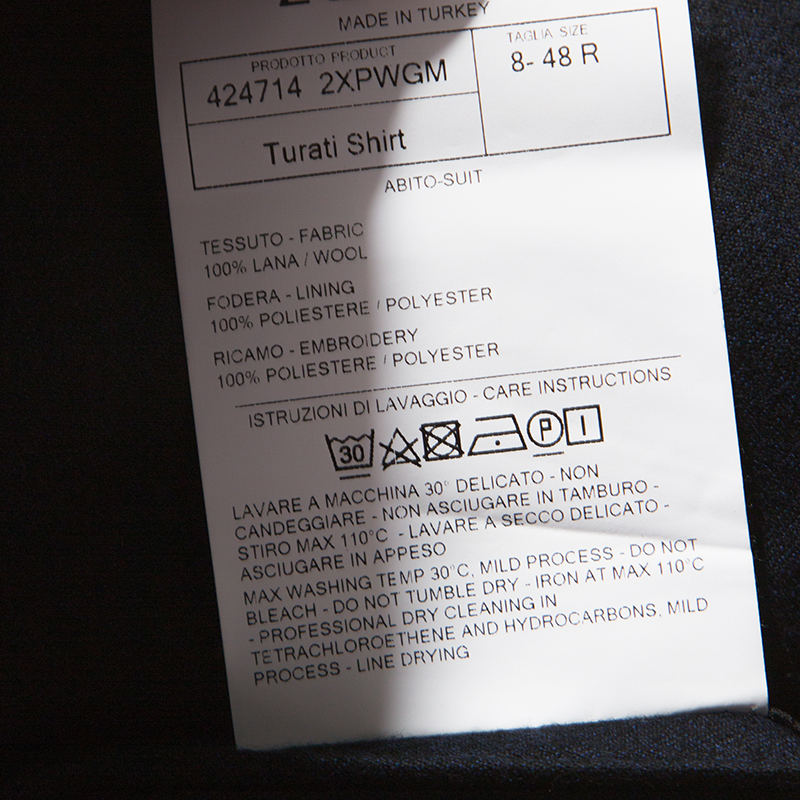 MADE IN TURKEY
PRODOTTO PRODUCT
424714 2XPWGM
TAGLIA SIZE
8- 48 R
Turati Shirt
ABITO-SUIT
TESSUTO - FABRIC
100% LANA / WOOL
FODERA - LINING
100% POLIESTERE / POLYESTER
RICAMO - EMBROIDERY
100% POLIESTERE / POLYESTER
ISTRUZIONI DI LAVAGGIO - CARE INSTRUCTIONS
30 P
LAVARE A MACCHINA 30° DELICATO - NON
CANDEGGIARE - NON ASCIUGARE IN TAMBURO -
STIRO MAX 110°C - LAVARE A SECCO DELICATO -
ASCIUGARE IN APPESO
MAX WASHING TEMP 30°C, MILD PROCESS - DO NOT
BLEACH - DO NOT TUMBLE DRY - IRON AT MAX 110°C
- PROFESSIONAL DRY CLEANING IN
TETRACHLOROETHENE AND HYDROCARBONS, MILD
PROCESS - LINE DRYING